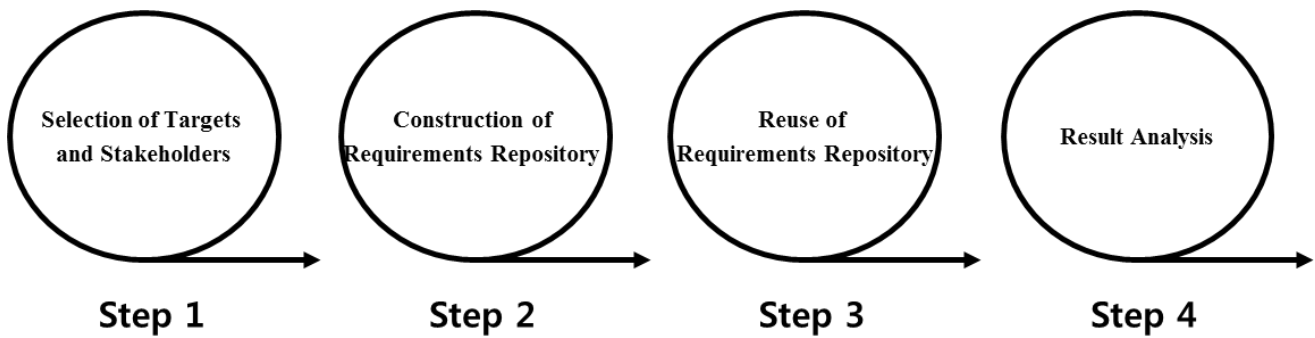 Selection of Targets
and Stakeholders
Step 1
Construction of
Requirements Repository
Step 2
Reuse of
Requirements Repository
Step 3
Result Analysis
Step 4